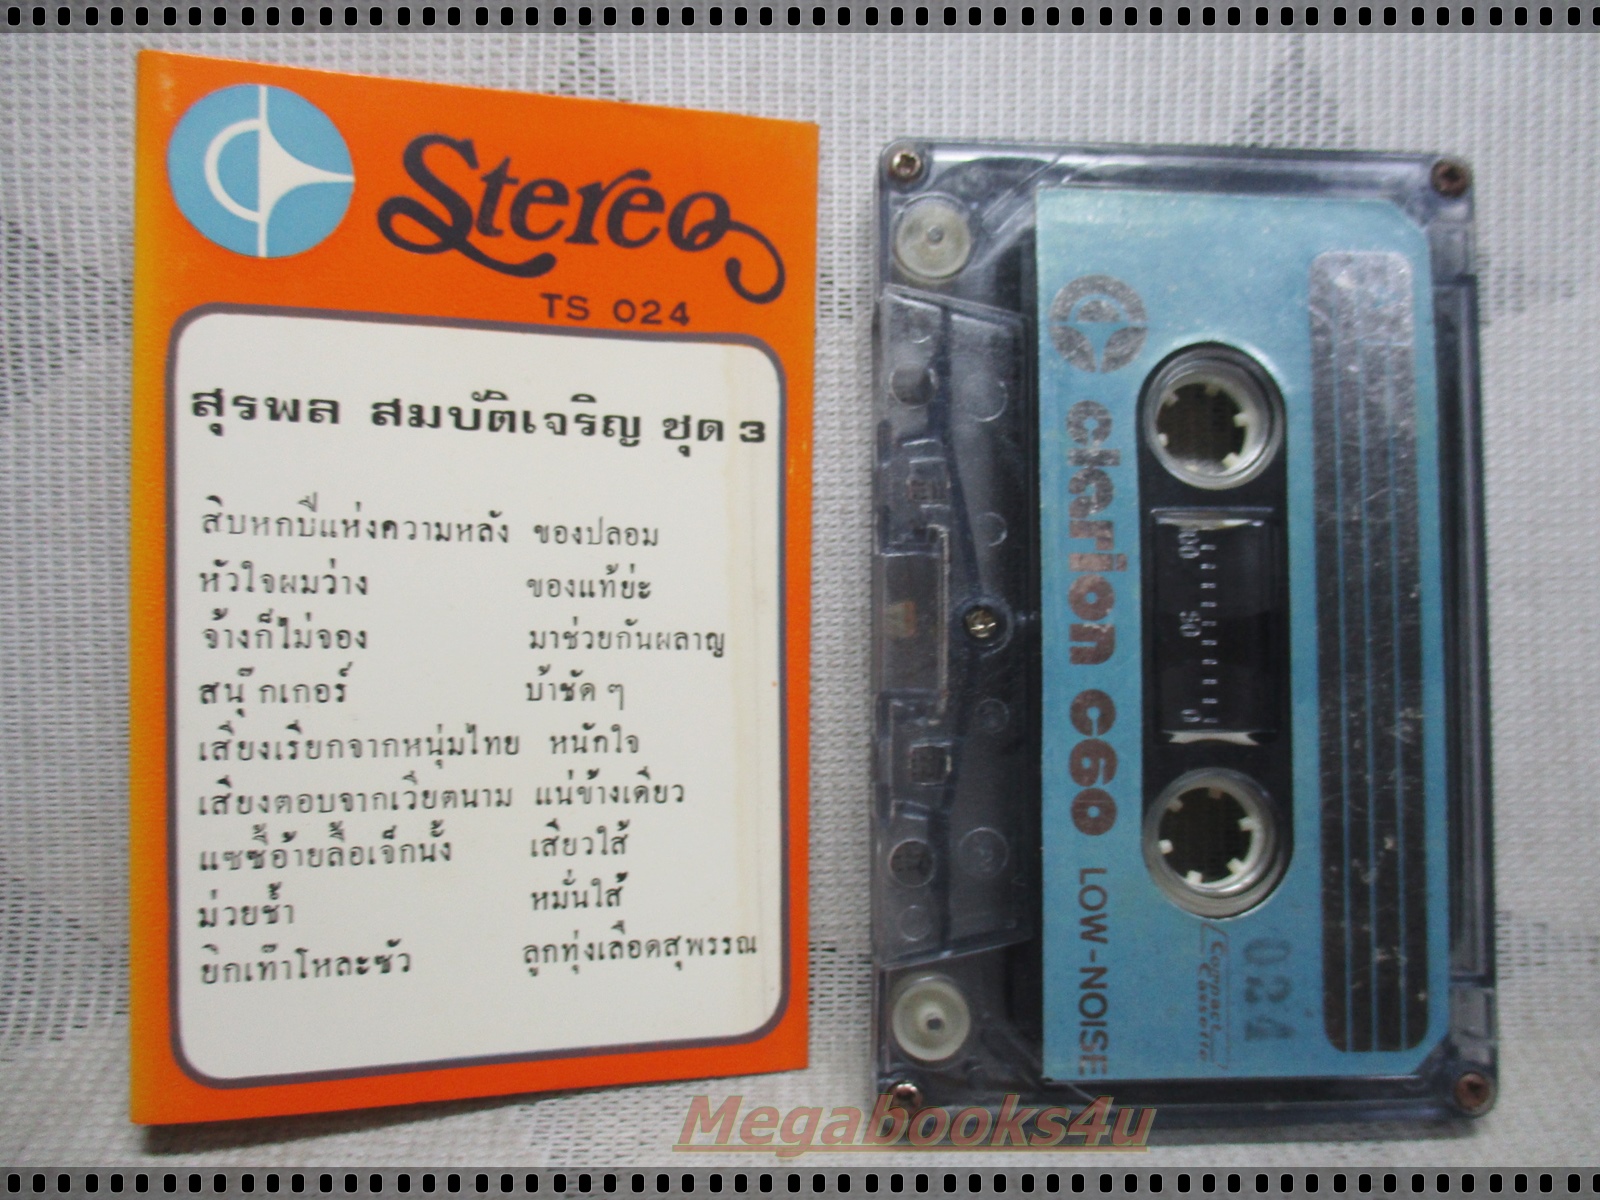 Stereo
TS 024
สุรพล สมบัติเจริญ ชุด 3
สิบหกปีแห่งความหลัง ของปลอม
หัวใจผมว่าง ของแท้ย่ะ
จ้างก็ไม่จอง มาช่วยกันผลาญ
สนุ๊กเกอร์ บ้าชัด ๆ
เสียงเรียกจากหนุ่มไทย หนักใจ
เสียงตอบจากเวียตนาม แน่ข้างเดียว
แซซี้อ้ายลื้อเจ็กนั้ง เสียวไส้
ม่วยช้ำ หมั่นไส้
ยิกเท้าโหละซัว ลูกทุ่งเลือดสุพรรณ
clarion C60 LOW-NOISE
100 50 0
Compact Cassette
024
Megabooks4u